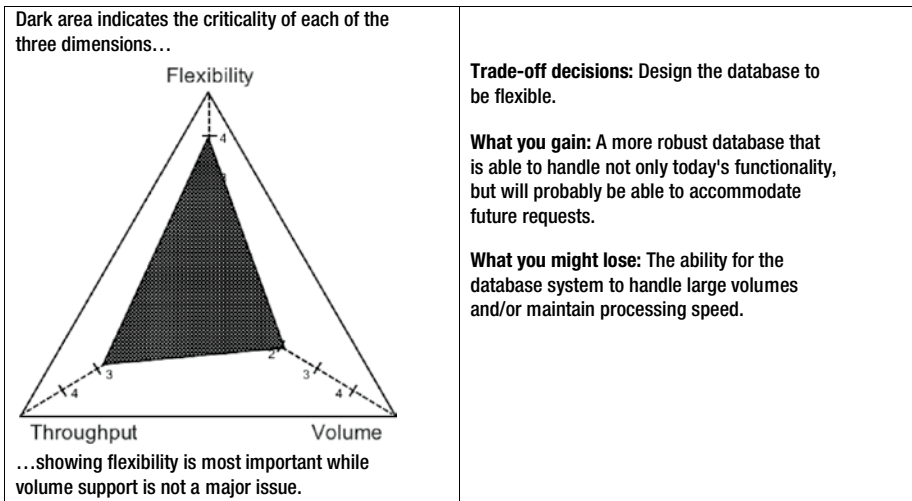 Dark area indicates the criticality of each of the
three dimensions…
Flexibility
4
3
2
3
3
4
4
Throughput
Volume
…showing flexibility is most important while
volume support is not a major issue.
Trade-off decisions: Design the database to
be flexible.
What you gain: A more robust database that
is able to handle not only today's functionality,
but will probably be able to accommodate
future requests.
What you might lose: The ability for the
database system to handle large volumes
and/or maintain processing speed.